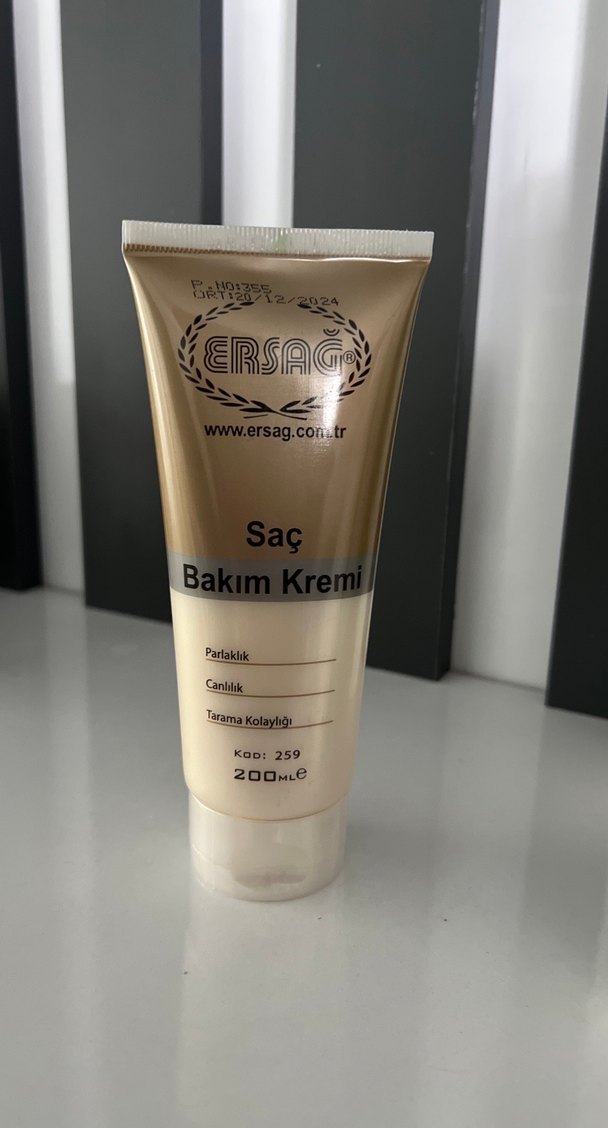 P.NO:355
ÜRT:20/12/2024
ERSAĞ®
www.ersag.com.tr
Saç
Bakım Kremi
Parlaklık
Canlılık
Tarama Kolaylığı
KOD: 259
200ML e